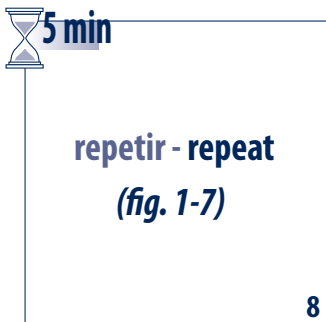 5 min
repetir - repeat
(fig. 1-7)
8